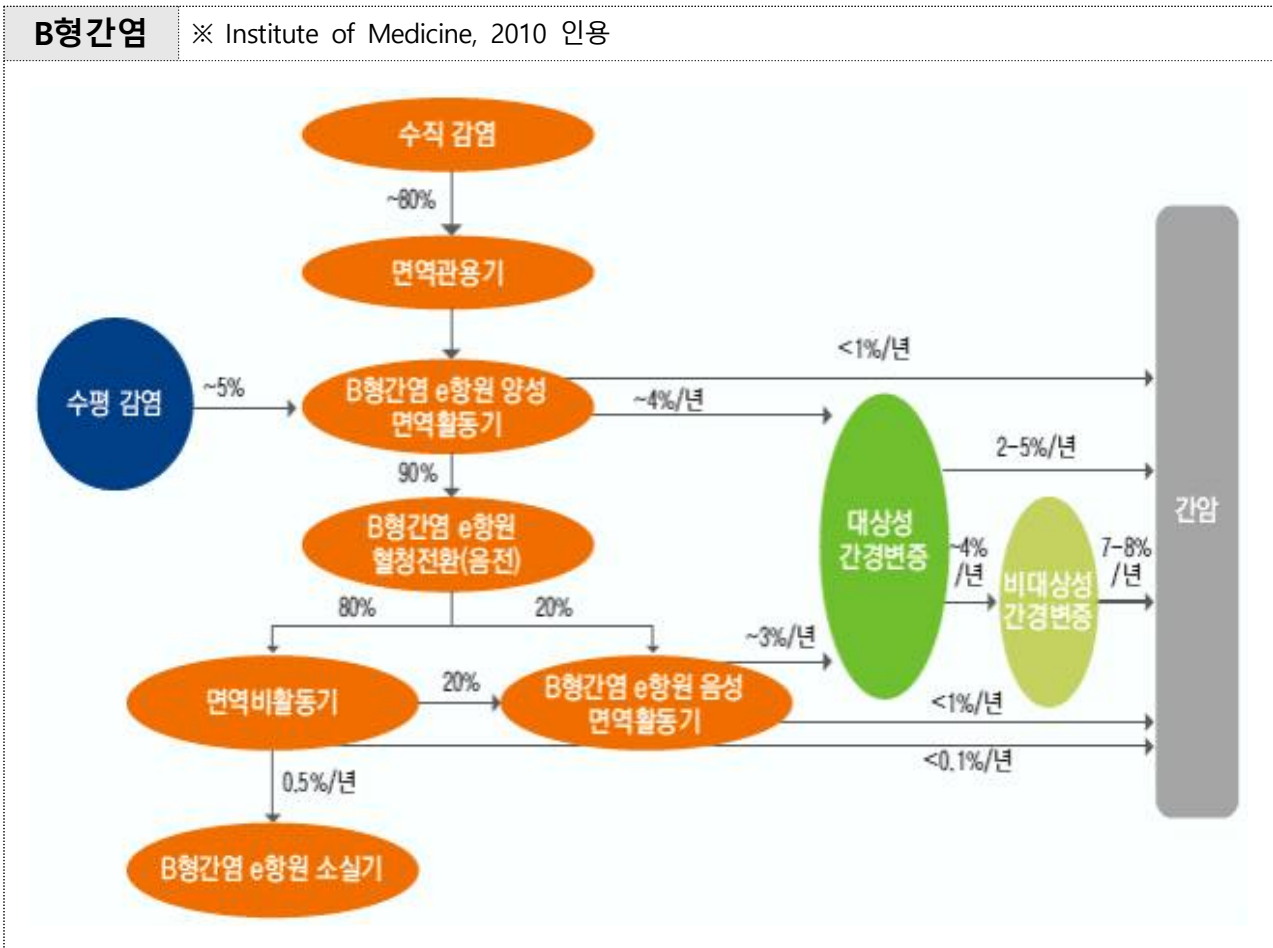 B형간염
※ Institute of Medicine, 2010 인용
수직 감염
~80%
면역관용기
수평 감염
~5%
B형간염 e항원 양성
면역활동기
<1%/년
~4%/년
90%
B형간염 e항원
혈청전환(음전)
대상성
간경변증
2-5%/년
~4%
/년
비대상성
간경변증
7-8%
/년
간암
80%
20%
~3%/년
면역비활동기
20%
B형간염 e항원 음성
면역활동기
<1%/년
<0.1%/년
0.5%/년
B형간염 e항원 소실기